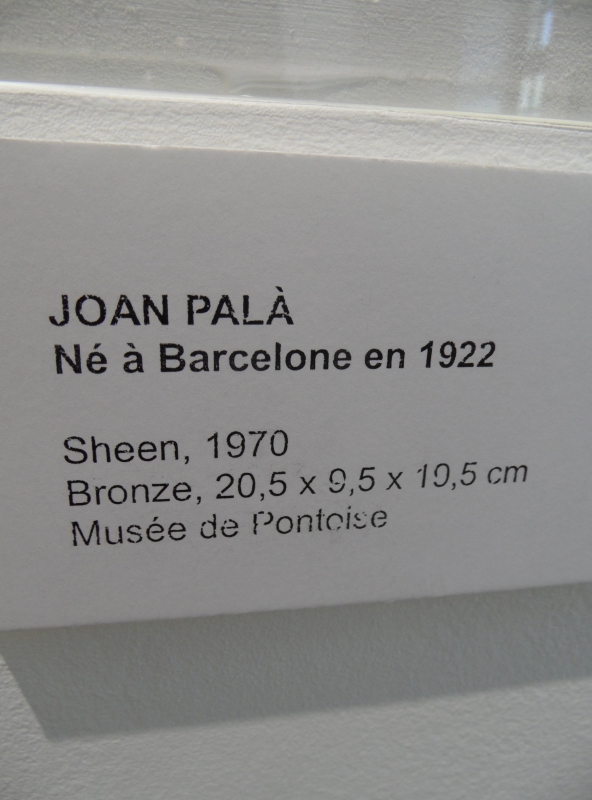 JOAN PALÀ
Né à Barcelone en 1922
Sheen, 1970
Bronze, 20,5 x 9,5 x 10,5 cm
Musée de Pontoise